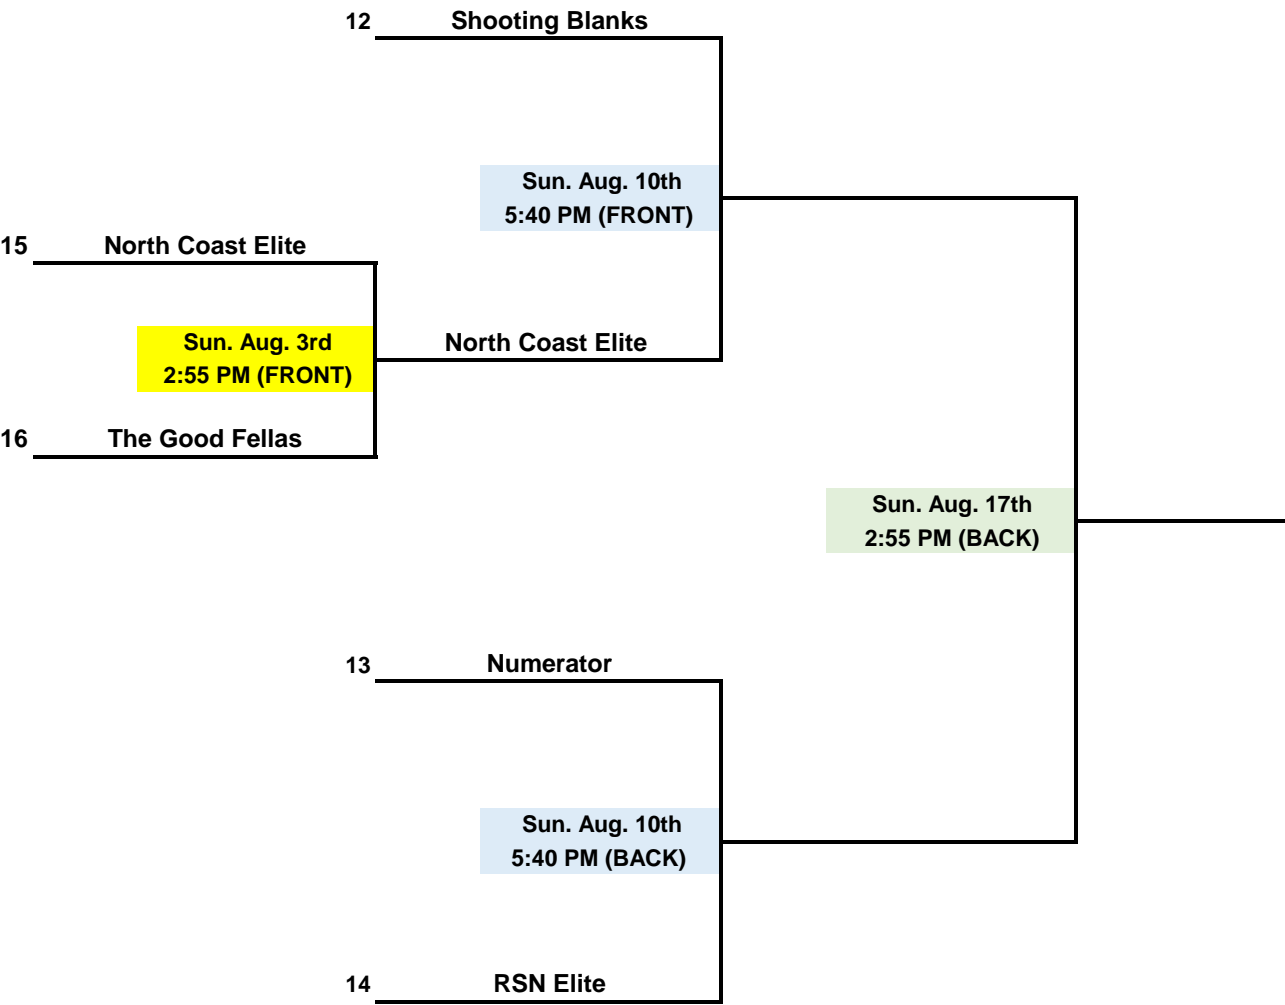 12 Shooting Blanks
Sun. Aug. 10th
5:40 PM (FRONT)
15 North Coast Elite
Sun. Aug. 3rd
2:55 PM (FRONT)
North Coast Elite
16 The Good Fellas
Sun. Aug. 17th
2:55 PM (BACK)
13 Numerator
Sun. Aug. 10th
5:40 PM (BACK)
14 RSN Elite